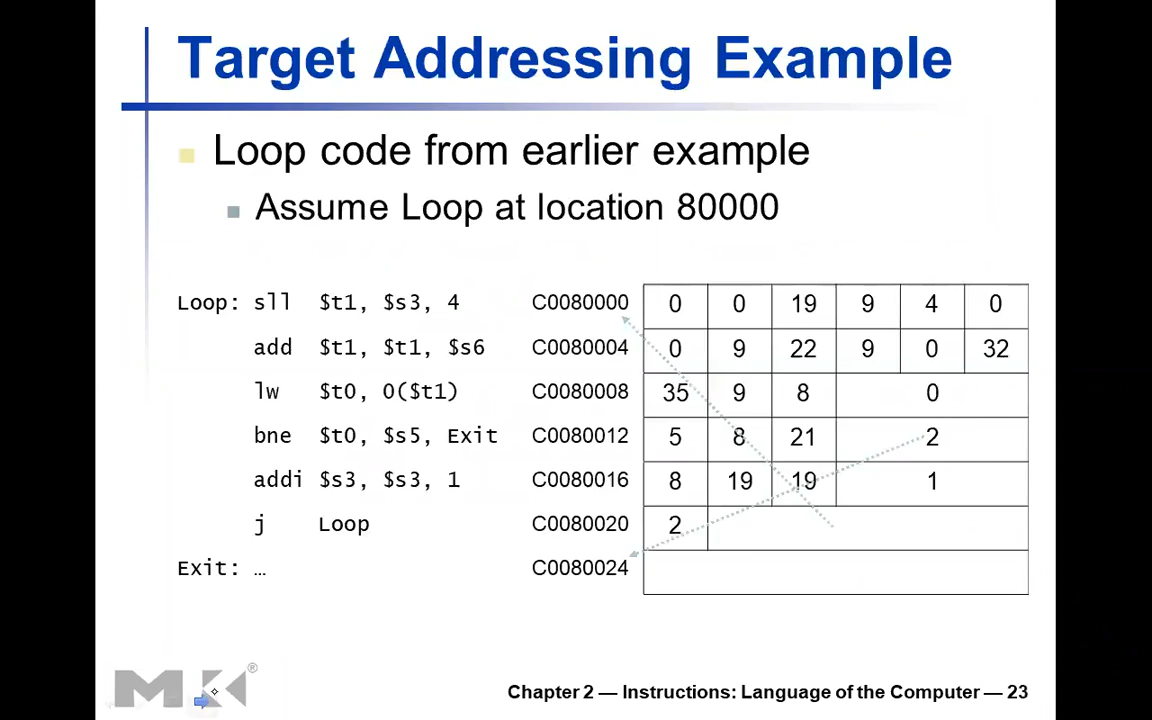 Target Addressing Example
Loop code from earlier example
Assume Loop at location 80000
Loop: sll $t1, $s3, 4 C0080000 0 0 19 9 4 0
add $t1, $t1, $s6 C0080004 0 9 22 9 0 32
lw $t0, 0($t1) C0080008 35 9 8 0
bne $t0, $s5, Exit C0080012 5 8 21 2
addi $s3, $s3, 1 C0080016 8 19 19 1
j Loop C0080020 2
Exit: … C0080024
MK®
Chapter 2 — Instructions: Language of the Computer — 23